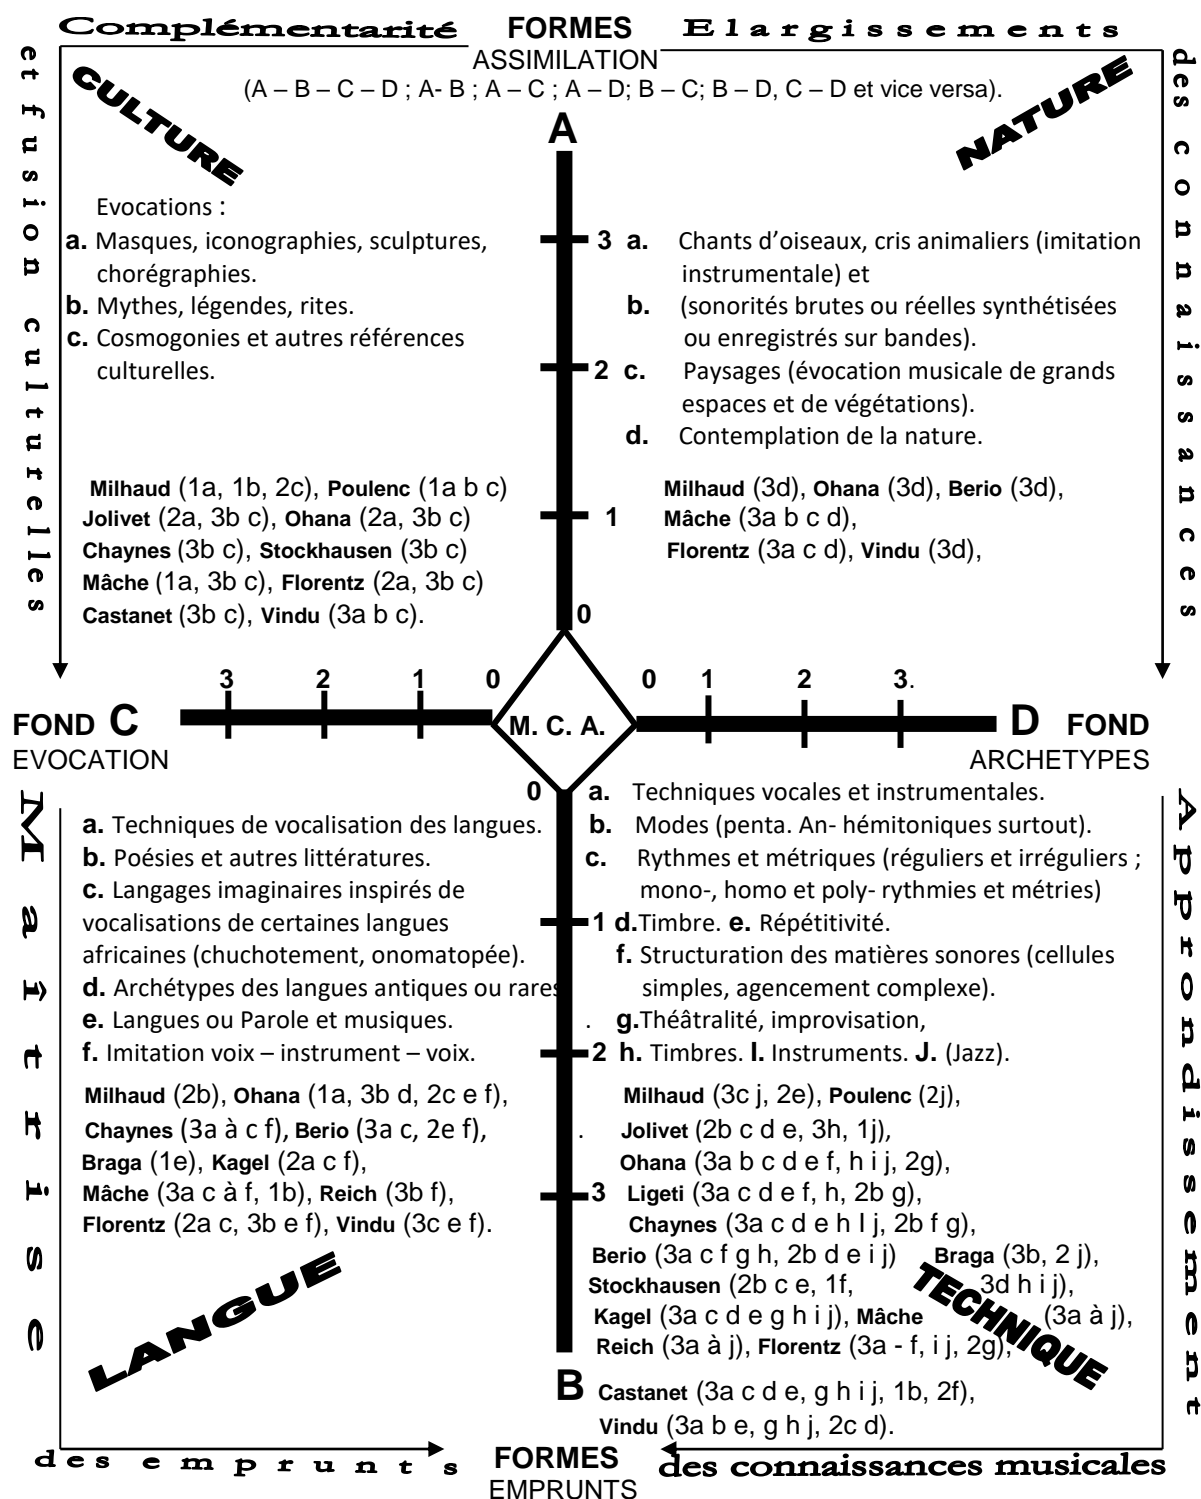 Complémentarité FORMES Elargissements
ASSIMILATION
(A – B – C – D ; A- B ; A – C ; A – D; B – C; B – D, C – D et vice versa).
et fusion culturelles
des connaissances
CULTURE
NATURE
A
Evocations :
a. Masques, iconographies, sculptures,
chorégraphies.
b. Mythes, légendes, rites.
c. Cosmogonies et autres références
culturelles.
Milhaud (1a, 1b, 2c), Poulenc (1a b c)
Jolivet (2a, 3b c), Ohana (2a, 3b c)
Chaynes (3b c), Stockhausen (3b c)
Mâche (1a, 3b c), Florentz (2a, 3b c)
Castanet (3b c), Vindu (3a b c).
3
2
1
0
a. Chants d’oiseaux, cris animaliers (imitation
instrumentale) et
b. (sonorités brutes ou réelles synthétisées
ou enregistrés sur bandes).
c. Paysages (évocation musicale de grands
espaces et de végétations).
d. Contemplation de la nature.
Milhaud (3d), Ohana (3d), Berio (3d),
Mâche (3a b c d),
Florentz (3a c d), Vindu (3d),
3 2 1 0
0 1 2 3.
FOND C
EVOCATION
M. C. A.
D FOND
ARCHETYPES
Maîtrise
Approndissement
a. Techniques de vocalisation des langues.
b. Poésies et autres littératures.
c. Langages imaginaires inspirés de
vocalisations de certaines langues
africaines (chuchotement, onomatopée).
d. Archétypes des langues antiques ou rares
e. Langues ou Parole et musiques.
f. Imitation voix – instrument – voix.
Milhaud (2b), Ohana (1a, 3b d, 2c e f),
Chaynes (3a à c f), Berio (3a c, 2e f),
Braga (1e), Kagel (2a c f),
Mâche (3a c à f, 1b), Reich (3b f),
Florentz (2a c, 3b e f), Vindu (3c e f).
LANGUE
0
1
2
3
a. Techniques vocales et instrumentales.
b. Modes (penta. An- hémitoniques surtout).
c. Rythmes et métriques (réguliers et irréguliers ;
mono-, homo et poly- rythmies et métries)
d.Timbre. e. Répétitivité.
f. Structuration des matières sonores (cellules
simples, agencement complexe).
. g.Théâtralité, improvisation,
h. Timbres. I. Instruments. J. (Jazz).
Milhaud (3c j, 2e), Poulenc (2j),
. Jolivet (2b c d e, 3h, 1j),
Ohana (3a b c d e f, h i j, 2g),
Ligeti (3a c d e f, h, 2b g),
Chaynes (3a c d e h I j, 2b f g),
Berio (3a c f g h, 2b d e i j) Braga (3b, 2 j),
Stockhausen (2b c e, 1f, 3d h i j),
Kagel (3a c d e g h i j), Mâche (3a à j),
Reich (3a à j), Florentz (3a - f, i j, 2g),
Castanet (3a c d e, g h i j, 1b, 2f),
Vindu (3a b e, g h j, 2c d).
TECHNIQUE
B
des emprunts FORMES des connaissances musicales
EMPRUNTS